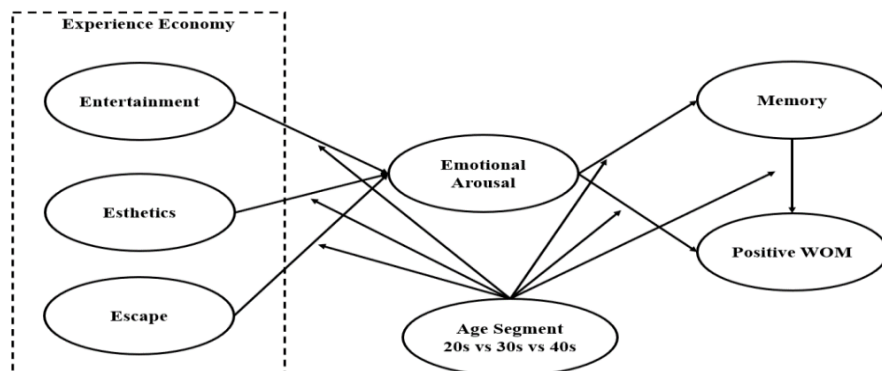 Experience Economy
Entertainment
Esthetics
Escape
Emotional
Arousal
Age Segment
20s vs 30s vs 40s
Memory
Positive WOM